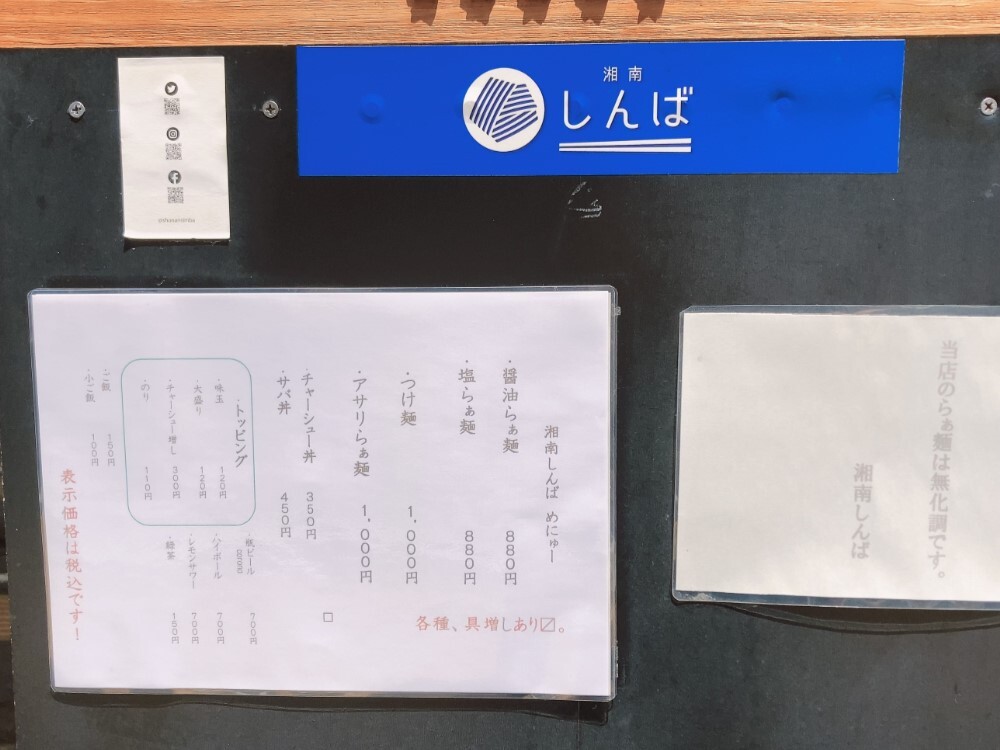 湘南
しんば
湘南しんば めにゅー
・醤油らぁ麺 880円
・塩らぁ麺 880円
・つけ麺 1,000円
・アサリらぁ麺 1,000円
・チャーシュー丼 350円
・サバ丼 450円
・トッピング
・味玉 120円
・大盛り 120円
・チャーシュー増し 300円
・のり 110円
・瓶ビール 700円
・ハイボール 700円
・レモンサワー 700円
・緑茶 150円
・ご飯 150円
・小ご飯 100円
各種、具増しあり〼。
表示価格は税込です！
当店のらぁ麺は無化調です。
湘南しんば